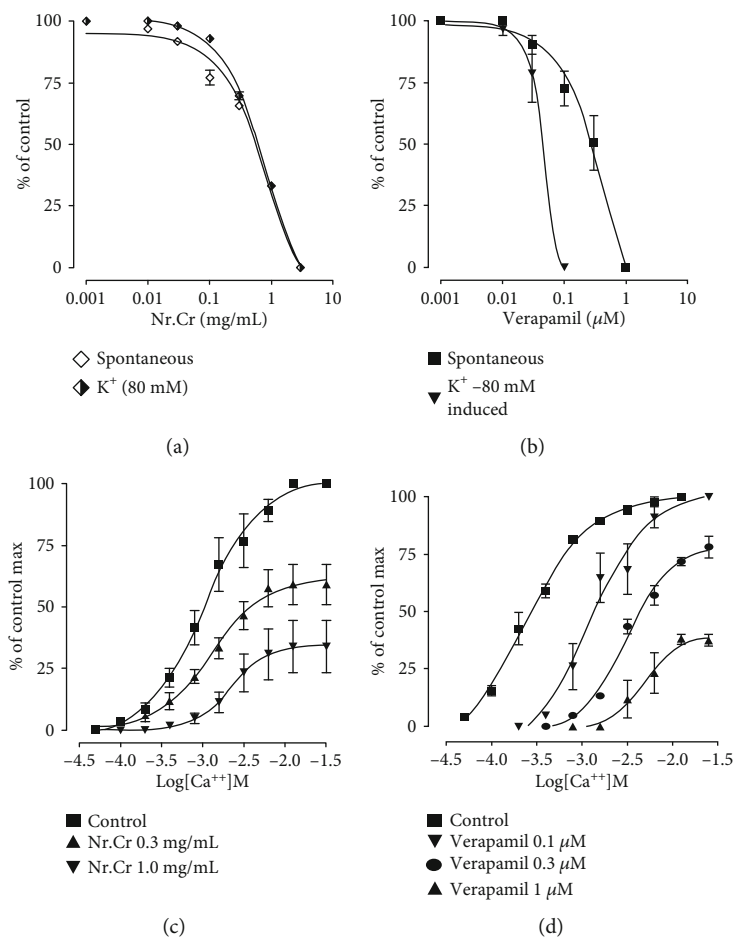 100
75
50
25
0
% of control
0.001 0.01 0.1 1 10
Nr.Cr (mg/mL)
Spontaneous
K⁺ (80 mM)
(a)
100
75
50
25
0
% of control
0.001 0.01 0.1 1 10
Verapamil (μM)
Spontaneous
K⁺ –80 mM
induced
(b)
100
75
50
25
0
% of control max
–4.5 –4.0 –3.5 –3.0 –2.5 –2.0 –1.5
Log[Ca⁺⁺]M
Control
Nr.Cr 0.3 mg/mL
Nr.Cr 1.0 mg/mL
(c)
100
75
50
25
0
% of control max
–4.5 –4.0 –3.5 –3.0 –2.5 –2.0 –1.5
Log[Ca⁺⁺]M
Control
Verapamil 0.1 μM
Verapamil 0.3 μM
Verapamil 1 μM
(d)